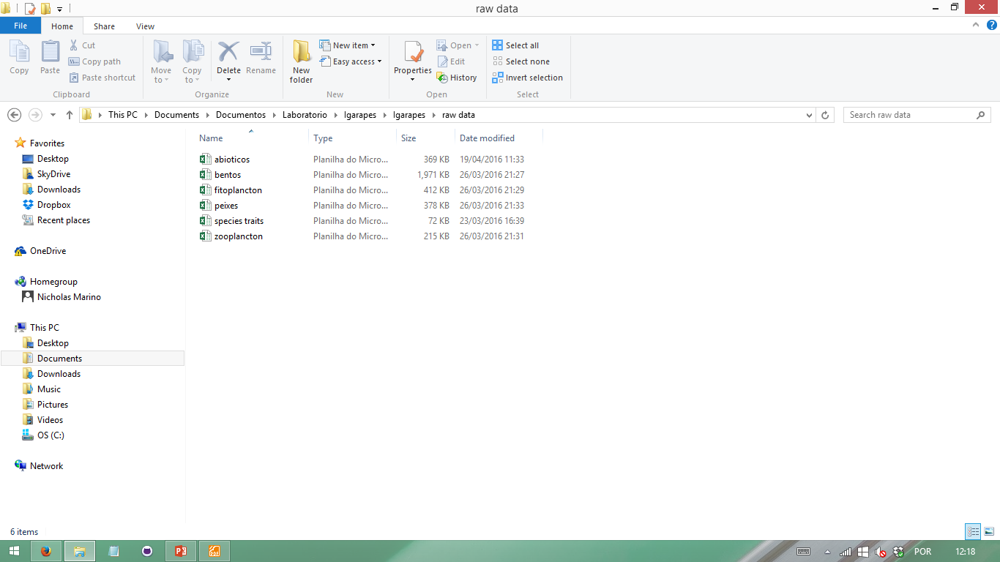 raw data
File Home Share View
Copy
Paste
Cut
Copy path
Paste shortcut
Clipboard
Move to
Copy to
Delete
Rename
Organize
New folder
New item
Easy access
New
Properties
Open
Edit
History
Open
Select all
Select none
Invert selection
Select
This PC Documents Documentos Laboratorio Igarapes Igarapes raw data
Search raw data
Favorites
Desktop
SkyDrive
Downloads
Dropbox
Recent places
OneDrive
Homegroup
Nicholas Marino
This PC
Desktop
Documents
Downloads
Music
Pictures
Videos
OS (C:)
Network
Name Type Size Date modified
abioticos Planilha do Micro... 369 KB 19/04/2016 11:33
bentos Planilha do Micro... 1,971 KB 26/03/2016 21:27
fitoplancton Planilha do Micro... 412 KB 26/03/2016 21:29
peixes Planilha do Micro... 378 KB 26/03/2016 21:33
species traits Planilha do Micro... 72 KB 23/03/2016 16:39
zooplancton Planilha do Micro... 215 KB 26/03/2016 21:31
6 items
POR 12:18